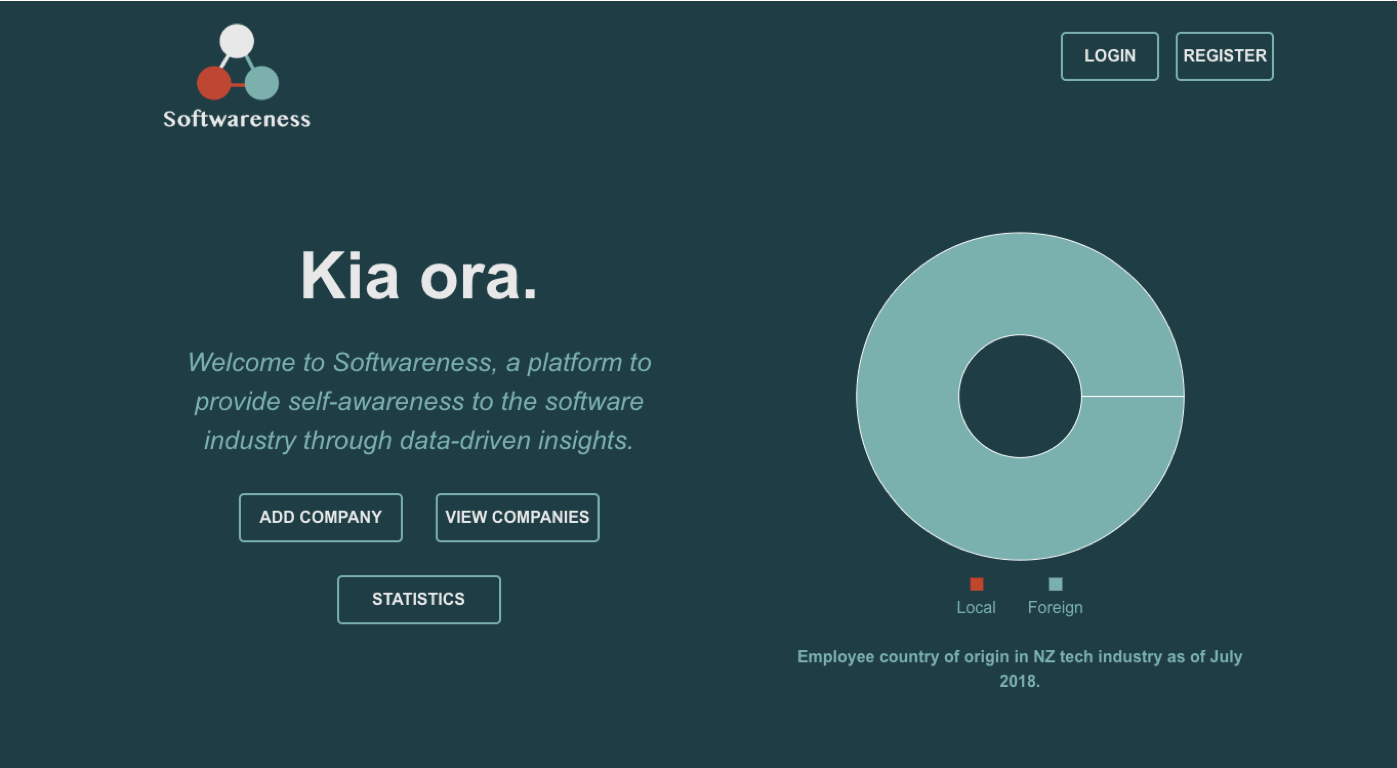 Softwareness
LOGIN
REGISTER
Kia ora.
Welcome to Softwareness, a platform to
provide self-awareness to the software
industry through data-driven insights.
ADD COMPANY
VIEW COMPANIES
STATISTICS
Local
Foreign
Employee country of origin in NZ tech industry as of July
2018.